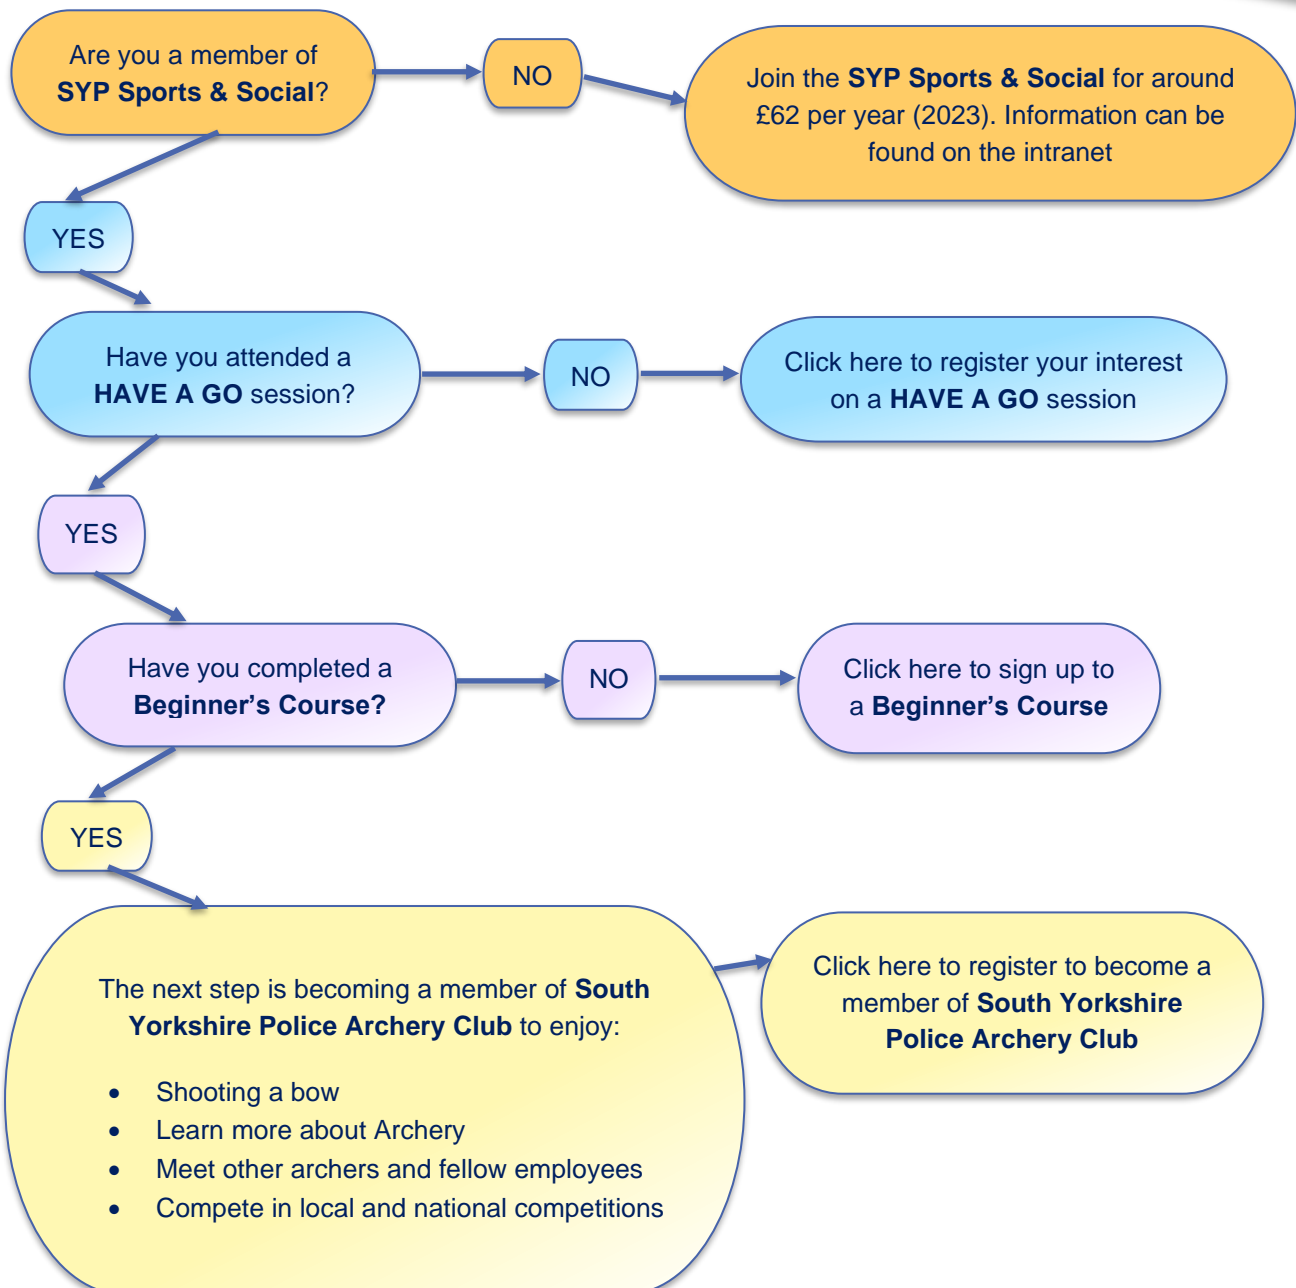 Are you a member of
SYP Sports & Social?
NO
Join the SYP Sports & Social for around
£62 per year (2023). Information can be
found on the intranet
YES
Have you attended a
HAVE A GO session?
NO
Click here to register your interest
on a HAVE A GO session
YES
Have you completed a
Beginner’s Course?
NO
Click here to sign up to
a Beginner’s Course
YES
The next step is becoming a member of South
Yorkshire Police Archery Club to enjoy:
• Shooting a bow
• Learn more about Archery
• Meet other archers and fellow employees
• Compete in local and national competitions
Click here to register to become a
member of South Yorkshire
Police Archery Club